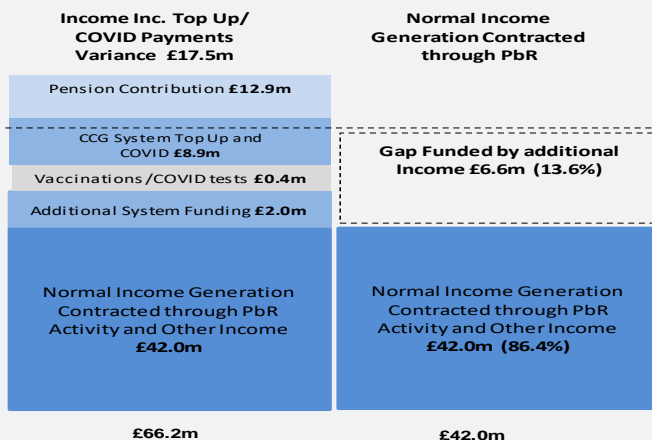 Income Inc. Top Up/
COVID Payments
Variance £17.5m
Normal Income
Generation Contracted
through PbR
Pension Contribution £12.9m
CCG System Top Up and
COVID £8.9m
Vaccinations/COVID tests £0.4m
Additional System Funding £2.0m
Gap Funded by additional
Income £6.6m (13.6%)
Normal Income Generation
Contracted through PbR
Activity and Other Income
£42.0m
Normal Income Generation
Contracted through PbR
Activity and Other Income
£42.0m (86.4%)
£66.2m
£42.0m